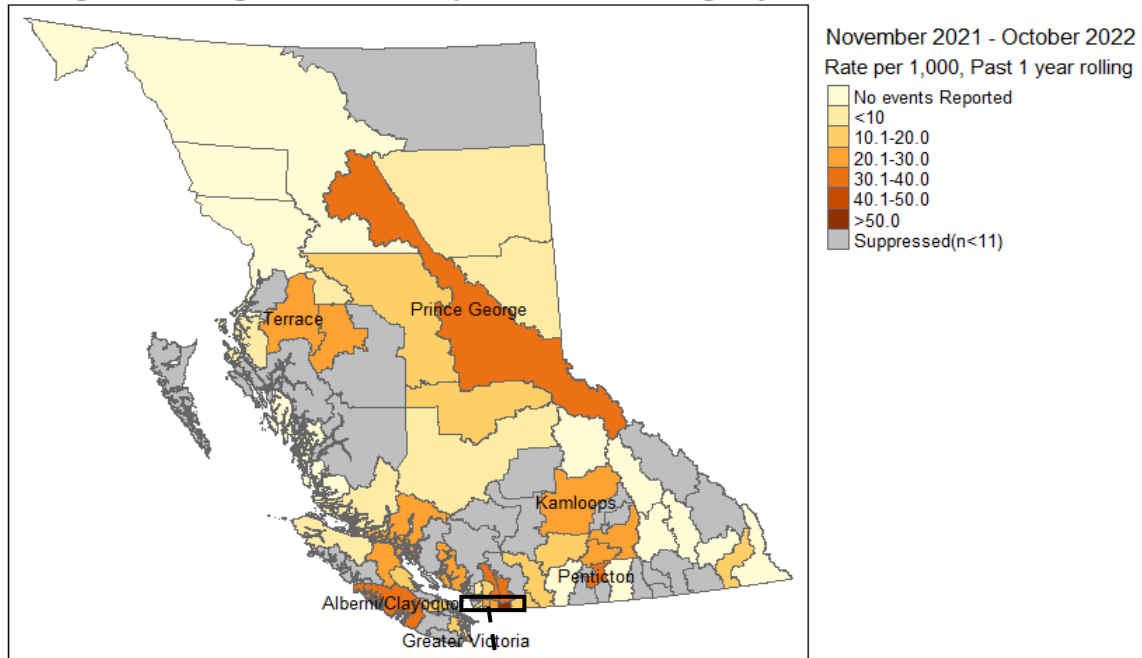 November 2021 - October 2022
Rate per 1,000, Past 1 year rolling
No events Reported
<10
10.1-20.0
20.1-30.0
30.1-40.0
40.1-50.0
>50.0
Suppressed(n<11)
Prince George
Terrace
Kamloops
Penticton
Alberni/Clayoquo
Greater Victoria